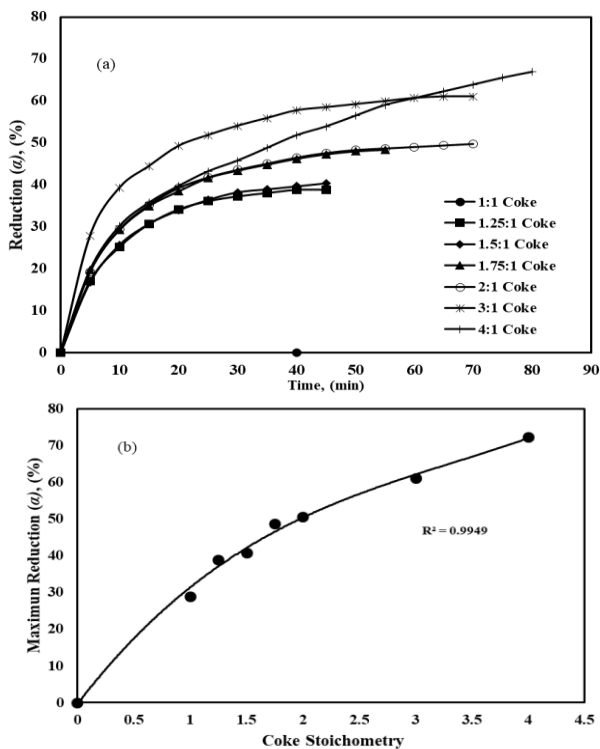 80
70
60
50
40
30
20
10
0
Reduction (α), (%)
(a)
1:1 Coke
1.25:1 Coke
1.5:1 Coke
1.75:1 Coke
2:1 Coke
3:1 Coke
4:1 Coke
0 10 20 30 40 50 60 70 80 90
Time, (min)
80
70
60
50
40
30
20
10
0
Maximun Reduction (α), (%)
(b)
R² = 0.9949
0 0.5 1 1.5 2 2.5 3 3.5 4 4.5
Coke Stoichometry